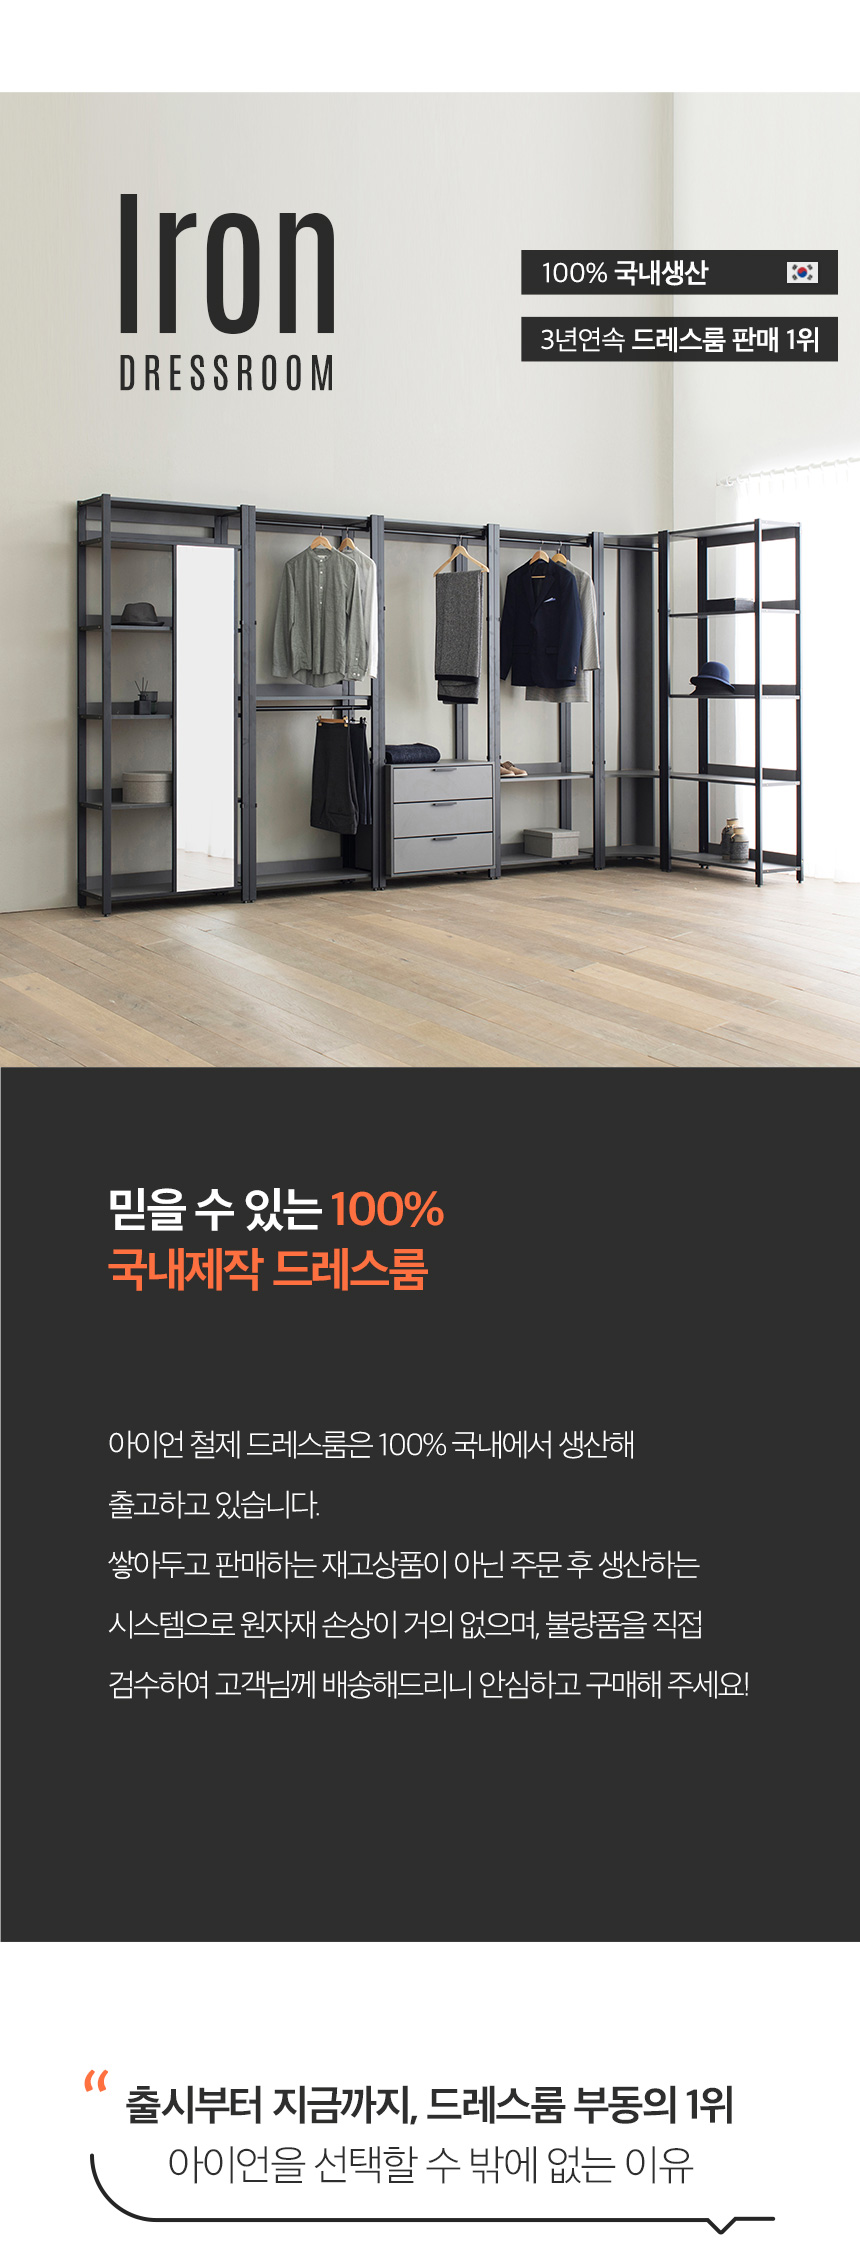 Iron
DRESSROOM
100% 국내생산
3년연속 드레스룸 판매 1위
믿을 수 있는 100%
국내제작 드레스룸
아이언 철제 드레스룸은 100% 국내에서 생산해
출고하고 있습니다.
쌓아두고 판매하는 재고상품이 아닌 주문 후 생산하는
시스템으로 원자재 손상이 거의 없으며, 불량품을 직접
검수하여 고객님께 배송해드리니 안심하고 구매해 주세요!
“ 출시부터 지금까지, 드레스룸 부동의 1위
아이언을 선택할 수 밖에 없는 이유